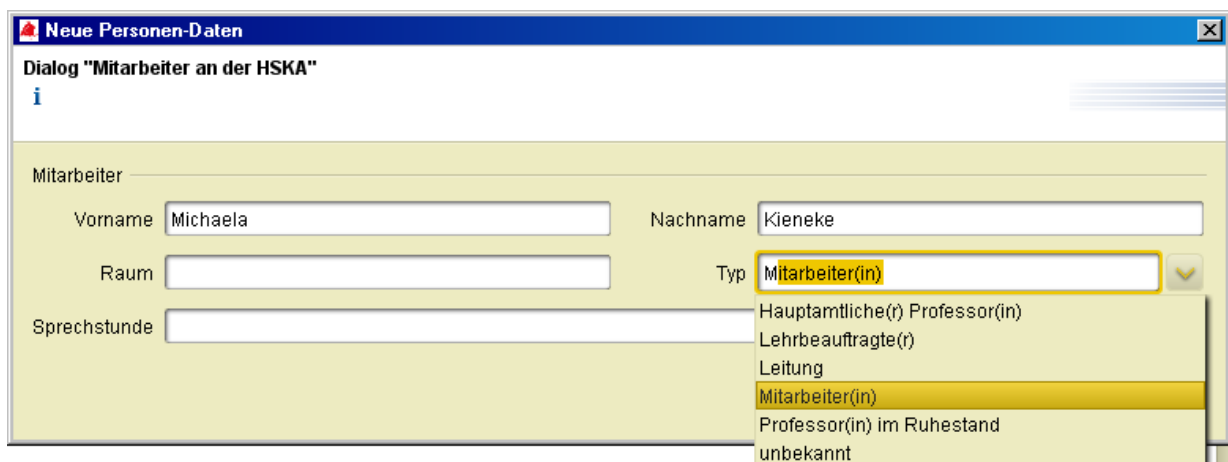 Neue Personen-Daten
Dialog "Mitarbeiter an der HSKA"
i
Mitarbeiter
Vorname Michaela Nachname Kieneke
Raum Typ Mitarbeiter(in)
Sprechstunde
Hauptamtliche(r) Professor(in)
Lehrbeauftragte(r)
Leitung
Mitarbeiter(in)
Professor(in) im Ruhestand
unbekannt